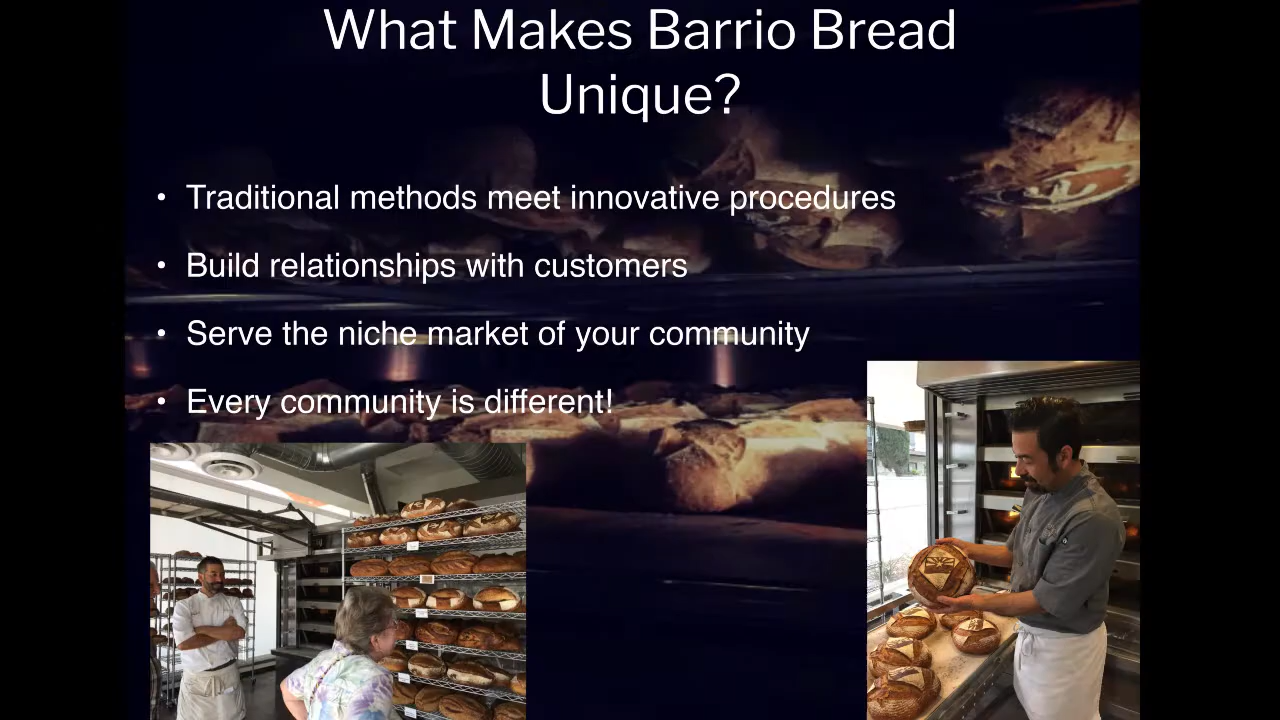 What Makes Barrio Bread
Unique?
• Traditional methods meet innovative procedures
• Build relationships with customers
• Serve the niche market of your community
• Every community is different!